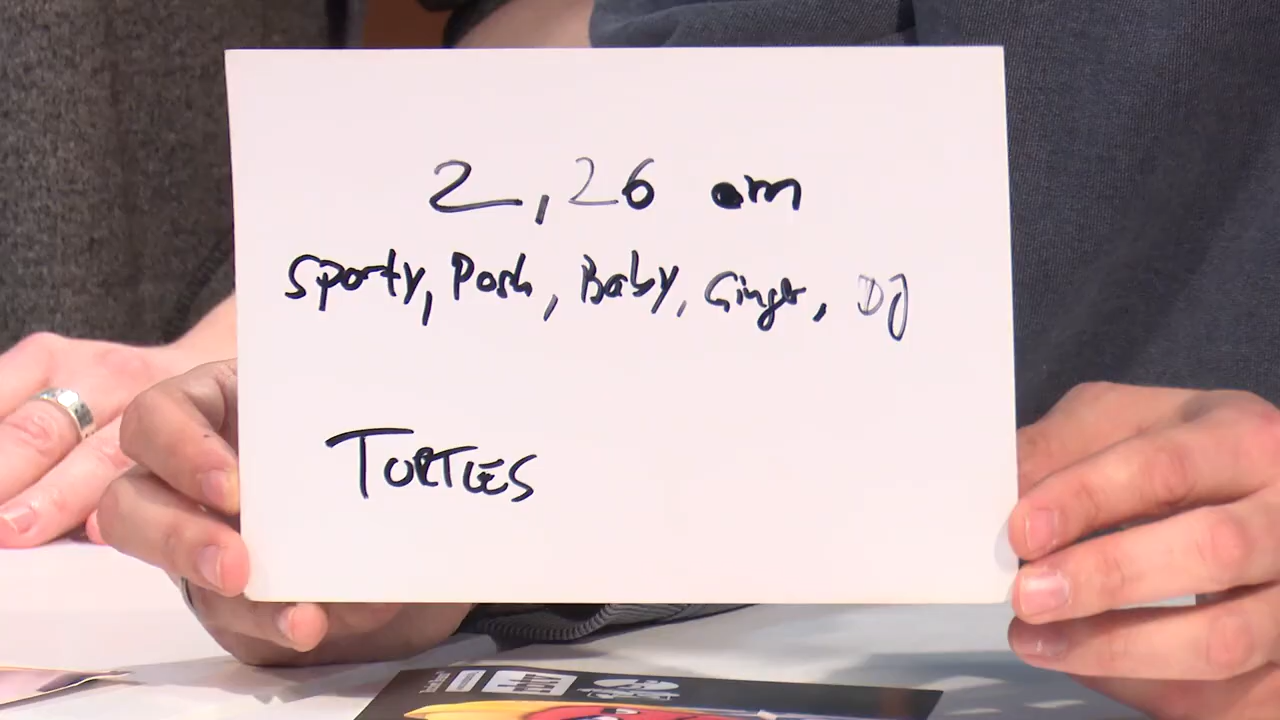 2,26 am
Sporty, Posh, Baby, Ginger, DJ
TURTLES